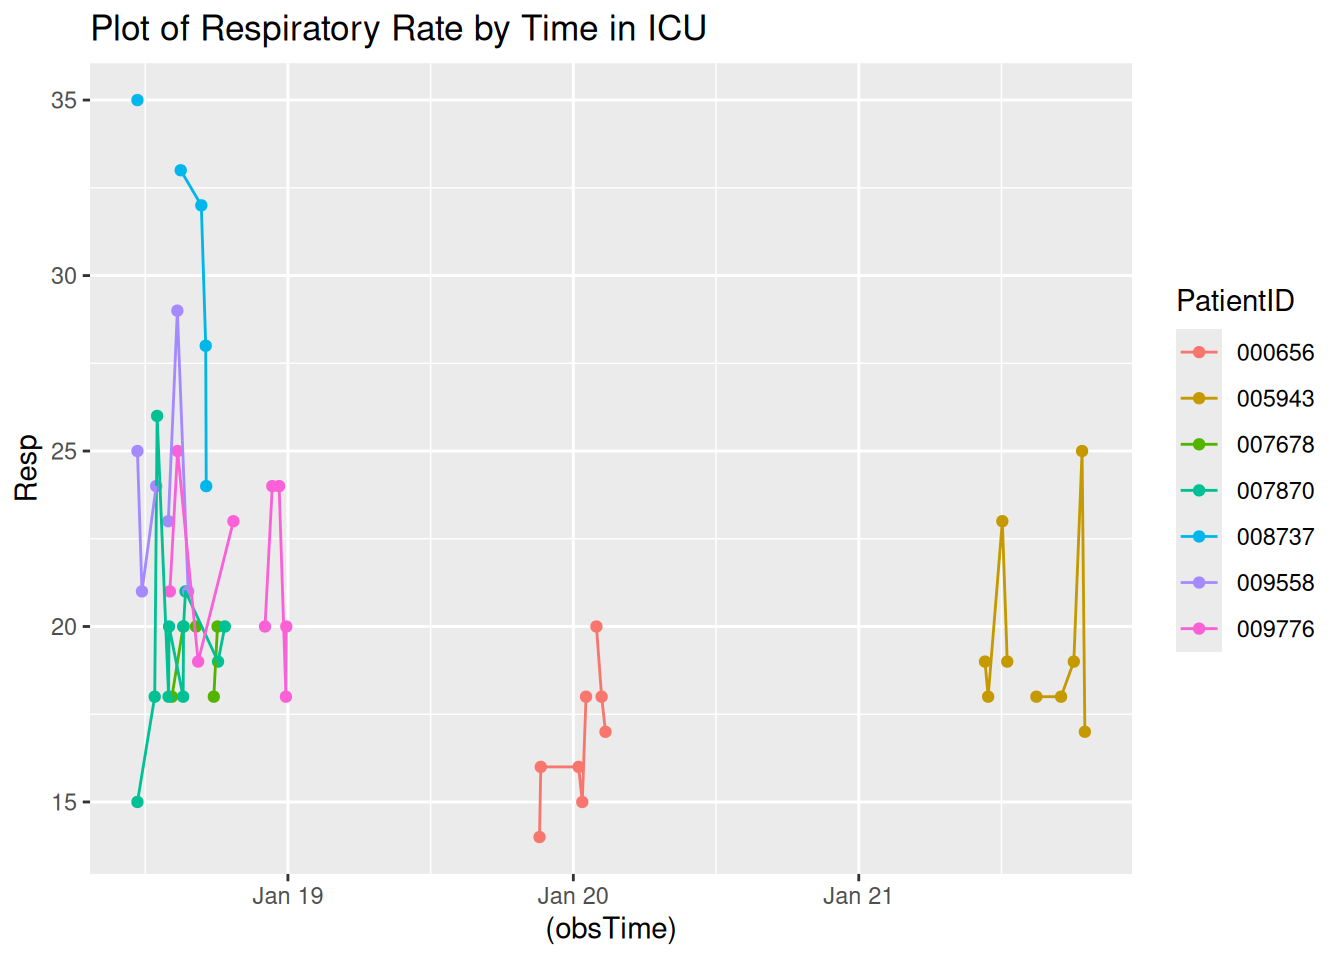 Plot of Respiratory Rate by Time in ICU
35
30
25
20
15
Resp
Jan 19
Jan 20
Jan 21
(obsTime)
PatientID
000656
005943
007678
007870
008737
009558
009776